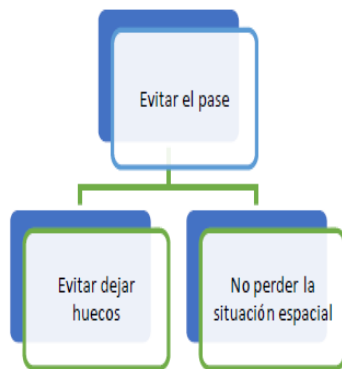 Evitar el pase
Evitar dejar
huecos
No perder la
situación espacial